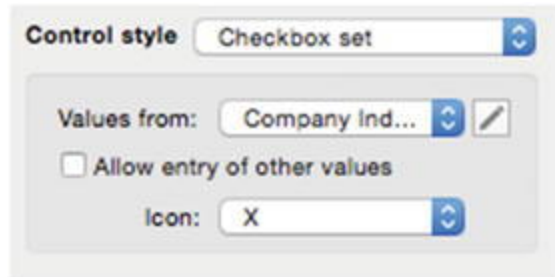 Control style Checkbox set
Values from: Company Ind...
Allow entry of other values
Icon: X